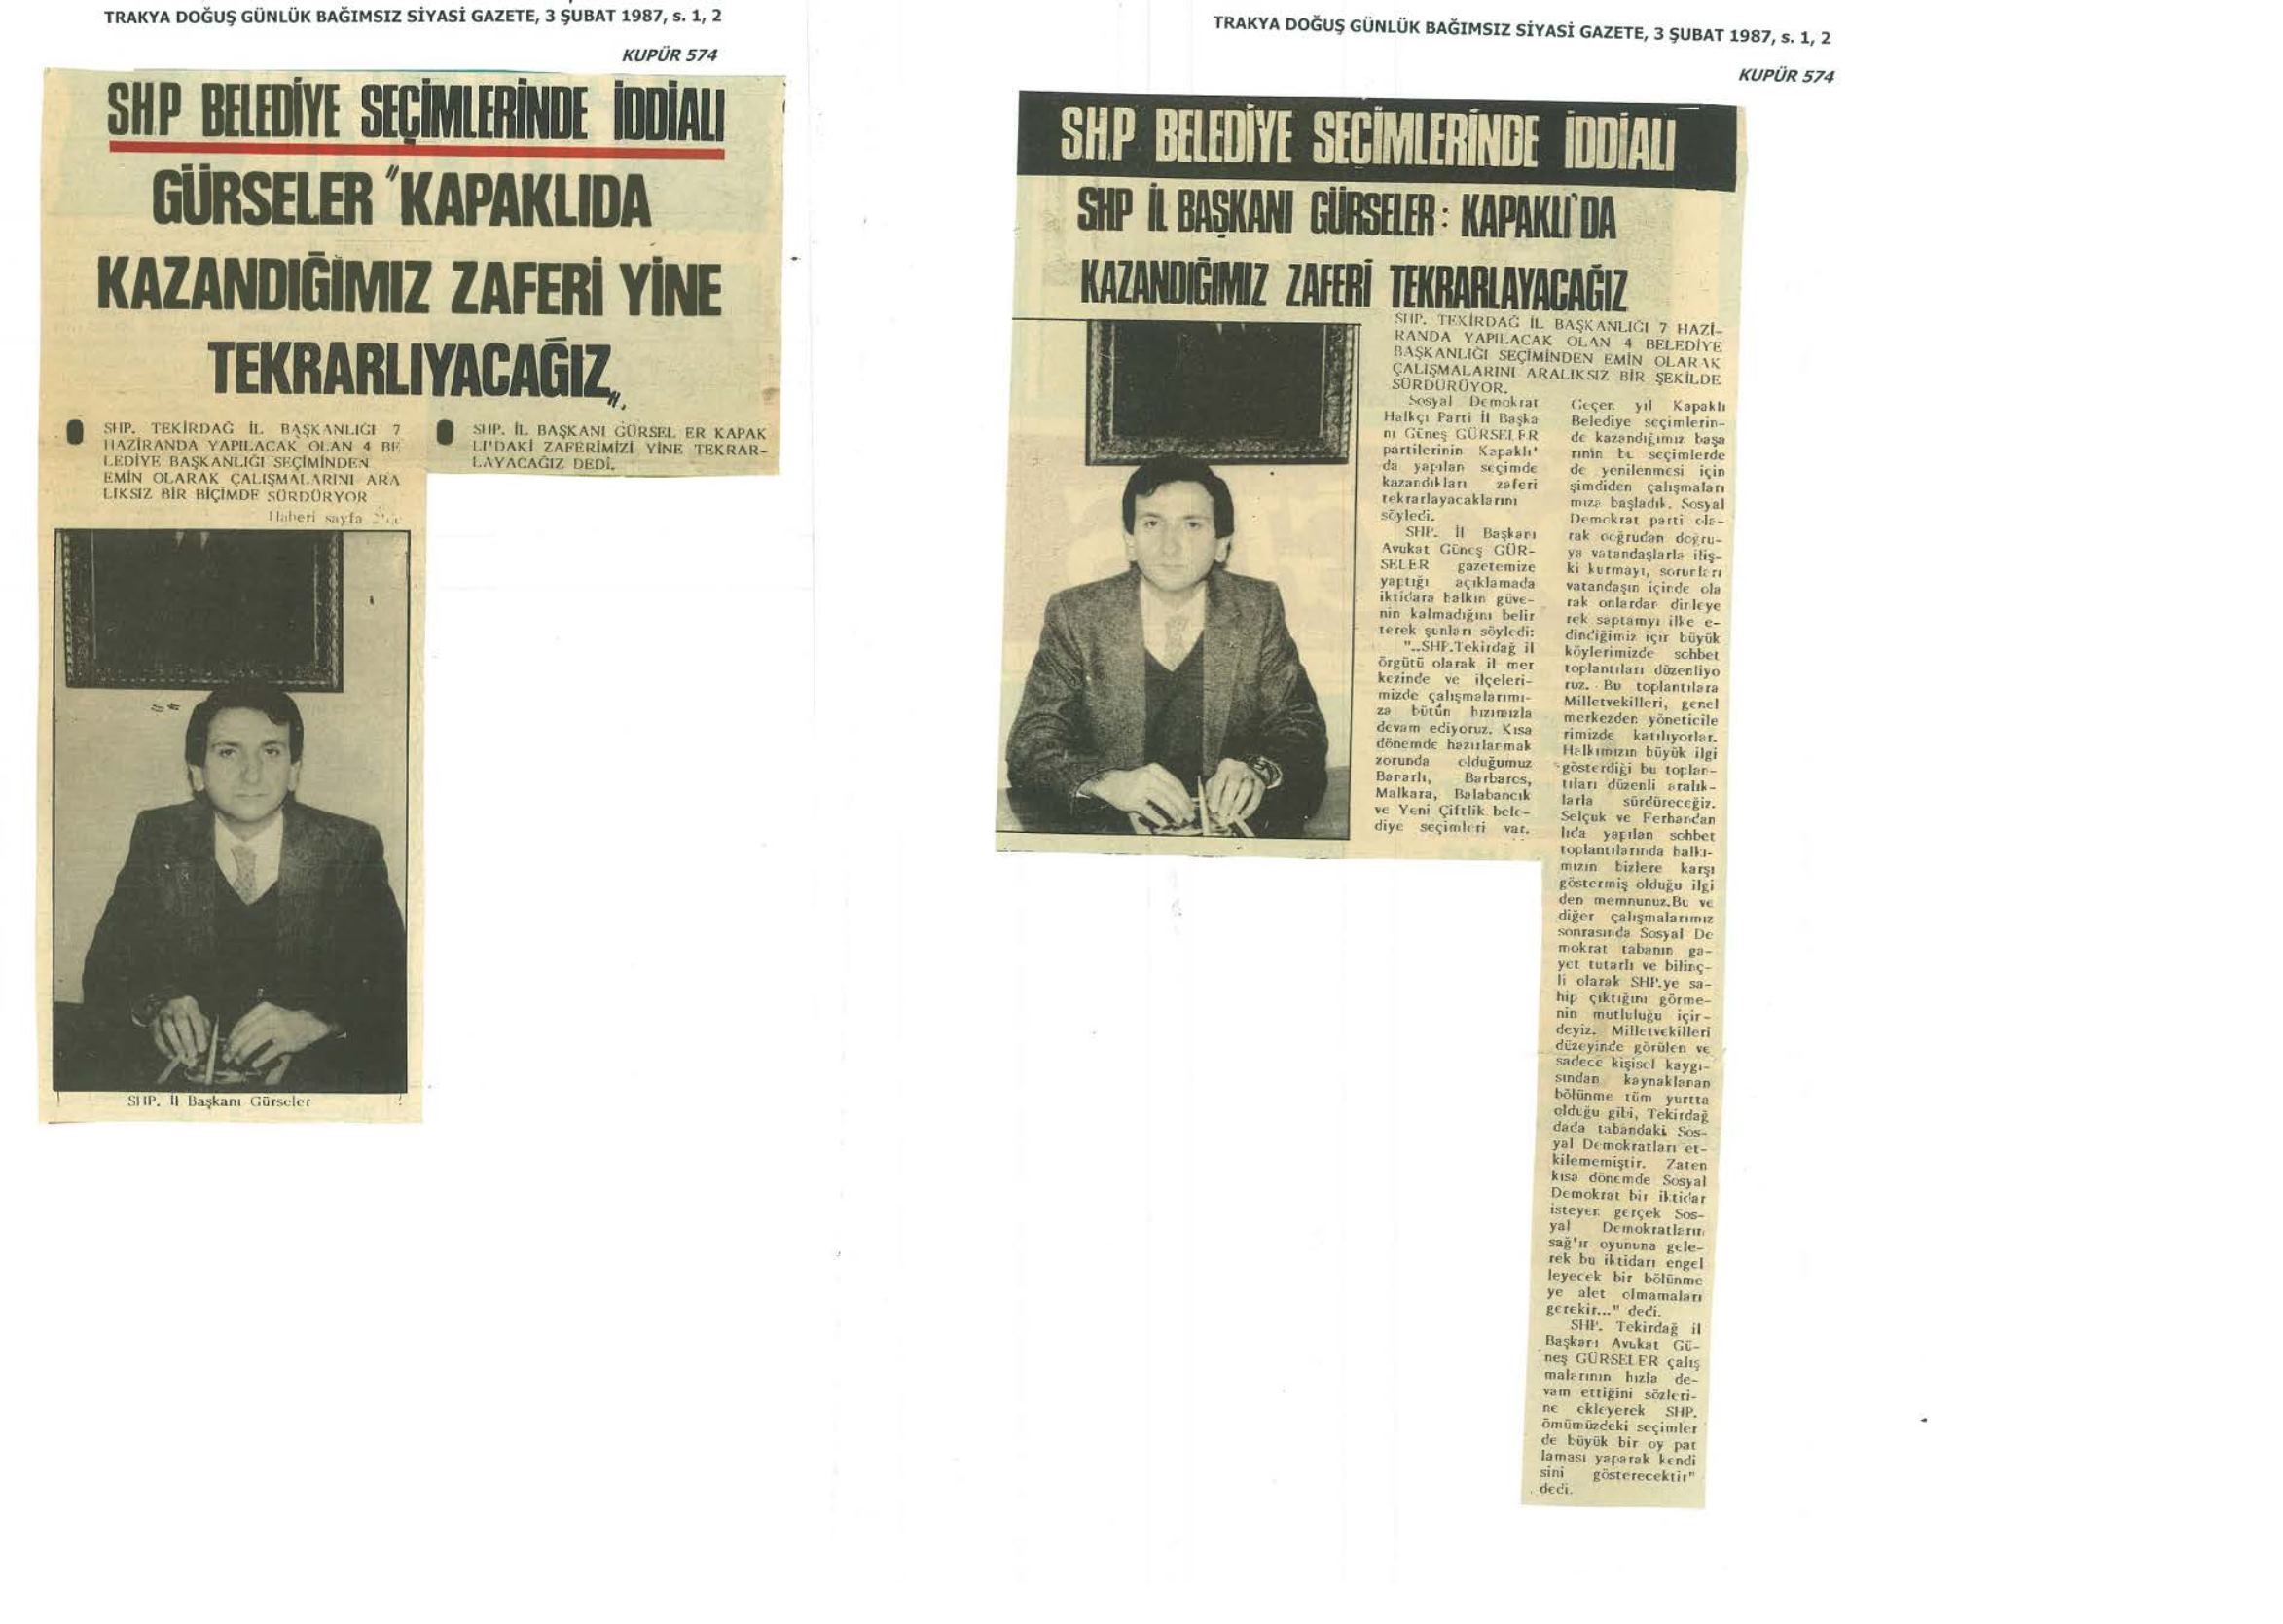 TRAKYA DOĞUŞ GÜNLÜK BAĞIMSIZ SİYASİ GAZETE, 3 ŞUBAT 1987, s. 1, 2
KUPÜR 574
SHP BELEDİYE SEÇİMLERİNDE İDDİALI
GÜRSELER "KAPAKLIDA
KAZANDIĞIMIZ ZAFERİ YİNE
TEKRARLIYACAĞIZ,,.
SHP. TEKİRDAĞ İL BAŞKANLIĞI 7
HAZİRANDA YAPILACAK OLAN 4 BE
LEDİYE BAŞKANLIĞI SEÇİMİNDEN
EMİN OLARAK ÇALIŞMALARINI ARA
LIKSIZ BİR BİÇİMDE SÜRDÜRYOR
Haberi sayfa 2'de
SHP. İL BAŞKANI GÜRSEL ER KAPAK
LI'DAKİ ZAFERİMİZİ YİNE TEKRAR-
LAYACAĞIZ DEDİ.
SHP. İl Başkanı Gürseler
TRAKYA DOĞUŞ GÜNLÜK BAĞIMSIZ SİYASİ GAZETE, 3 ŞUBAT 1987, s. 1, 2
KUPÜR 574
SHP BELEDİYE SEÇİMLERİNDE İDDİALI
SHP İL BAŞKANI GÜRSELER: KAPAKLI'DA
KAZANDIĞIMIZ ZAFERİ TEKRARLAYACAĞIZ
SHP. TEKİRDAĞ İL BAŞKANLIĞI 7 HAZİ-
RANDA YAPILACAK OLAN 4 BELEDİYE
BAŞKANLIĞI SEÇİMİNDEN EMİN OLARAK
ÇALIŞMALARINI ARALIKSIZ BİR ŞEKİLDE
SÜRDÜRÜYOR.
Sosyal Demokrat
Halkçı Parti İl Başka
nı Güneş GÜRSELER
partilerinin Kapaklı'
da yapılan seçimde
kazandıkları zaferi
tekrarlayacaklarını
söyledi.
SHP. İl Başkanı
Avukat Güneş GÜR-
SELER gazetemize
yaptığı açıklamada
iktidara halkın güve-
nin kalmadığını belir
terek şunları söyledi:
"..SHP.Tekirdağ il
örgütü olarak il mer
kezinde ve ilçeleri-
mizde çalışmalarımı-
za bütün hızımızla
devam ediyoruz. Kısa
dönemde hazırlanmak
zorunda olduğumuz
Banarlı, Barbaros,
Malkara, Balabancık
ve Yeni Çiftlik bele-
diye seçimleri var.
Geçen yıl Kapaklı
Belediye seçimlerin-
de kazandığımız başa
rının bu seçimlerde
de yenilenmesi için
şimdiden çalışmaları
mıza başladık. Sosyal
Demokrat parti ola-
rak doğrudan doğru-
ya vatandaşlarla iliş-
ki kurmayı, sorunları
vatandaşın içinde ola
rak onlardan dinleye
rek saptamyı ilke e-
dindiğimiz için büyük
köylerimizde sohbet
toplantıları düzenliyo
ruz. Bu toplantılara
Milletvekilleri, genel
merkezden yöneticile
rimizde katılıyorlar.
Halkımızın büyük ilgi
gösterdiği bu toplan-
tıları düzenli aralık-
larla sürdüreceğiz.
Selçuk ve Ferhandan
lıda yapılan sohbet
toplantılarında halkı-
mızın bizlere karşı
göstermiş olduğu ilgi
den memnunuz.Bu ve
diğer çalışmalarımız
sonrasında Sosyal De
mokrat tabanın ga-
yet tutarlı ve bilinç-
li olarak SHP.ye sa-
hip çıktığını görme-
nin mutluluğu için-
deyiz. Milletvekilleri
düzeyinde görülen ve
sadece kişisel kaygı-
sından kaynaklanan
bölünme tüm yurtta
olduğu gibi, Tekirdağ
dada tabandaki Sos-
yal Demokratları et-
kilememiştir. Zaten
kısa dönemde Sosyal
Demokrat bir iktidar
isteyen gerçek Sos-
yal Demokratların
sağ'ın oyununa gele-
rek bu iktidarı engel
leyecek bir bölünme
ye alet olmamaları
gerekir..." dedi.
SHP. Tekirdağ il
Başkanı Avukat Gü-
neş GÜRSELER çalış
malarının hızla de-
vam ettiğini sözleri-
ne ekleyerek SHP.
ömümüzdeki seçimler
de büyük bir oy pat
laması yaparak kendi
sini gösterecektir"
dedi.